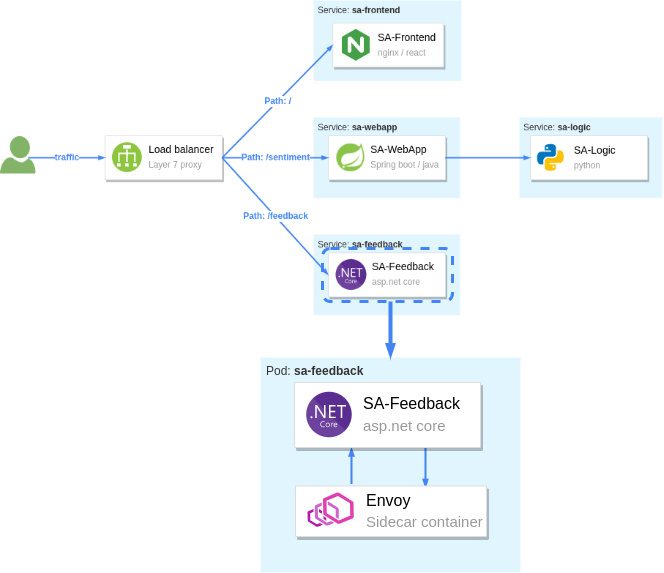 Service: sa-frontend
SA-Frontend
nginx / react
Path: /
Service: sa-webapp
Service: sa-logic
traffic
Load balancer
Layer 7 proxy
Path: /sentiment
SA-WebApp
Spring boot / java
SA-Logic
python
Path: /feedback
Service: sa-feedback
.NET
Core
SA-Feedback
asp.net core
Pod: sa-feedback
.NET
Core
SA-Feedback
asp.net core
Envoy
Sidecar container